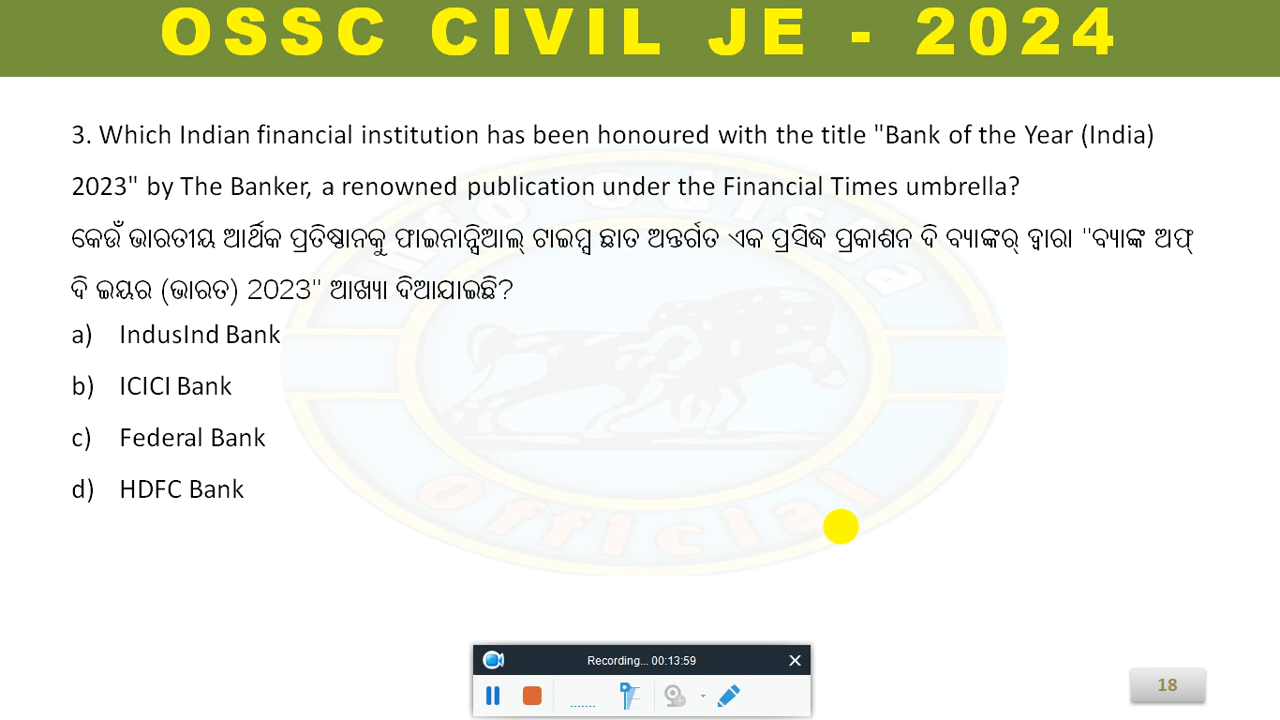 OSSC CIVIL JE - 2024
3. Which Indian financial institution has been honoured with the title "Bank of the Year (India)
2023" by The Banker, a renowned publication under the Financial Times umbrella?
କେଉଁ ଭାରତୀୟ ଆର୍ଥିକ ପ୍ରତିଷ୍ଠାନକୁ ଫାଇନାନ୍ସିଆଲ୍ ଟାଇମ୍ସ ଛାତ ଅନ୍ତର୍ଗତ ଏକ ପ୍ରସିଦ୍ଧ ପ୍ରକାଶନ ଦି ବ୍ୟାଙ୍କର୍ ଦ୍ୱାରା "ବ୍ୟାଙ୍କ ଅଫ୍
ଦି ଇୟର (ଭାରତ) 2023" ଆଖ୍ୟା ଦିଆଯାଇଛି?
a) IndusInd Bank
b) ICICI Bank
c) Federal Bank
d) HDFC Bank
Info Odisha
Official
Recording... 00:13:59
18